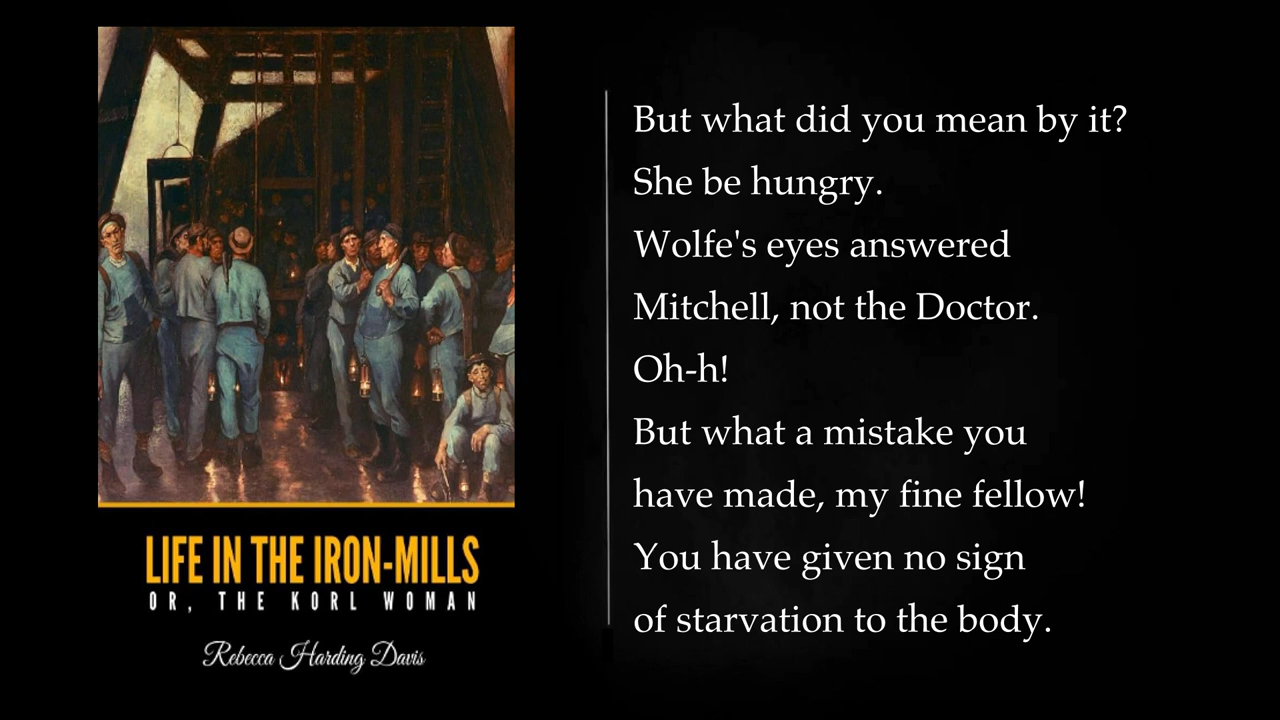 LIFE IN THE IRON-MILLS
OR, THE KORL WOMAN
Rebecca Harding Davis
But what did you mean by it?
She be hungry.
Wolfe's eyes answered
Mitchell, not the Doctor.
Oh-h!
But what a mistake you
have made, my fine fellow!
You have given no sign
of starvation to the body.